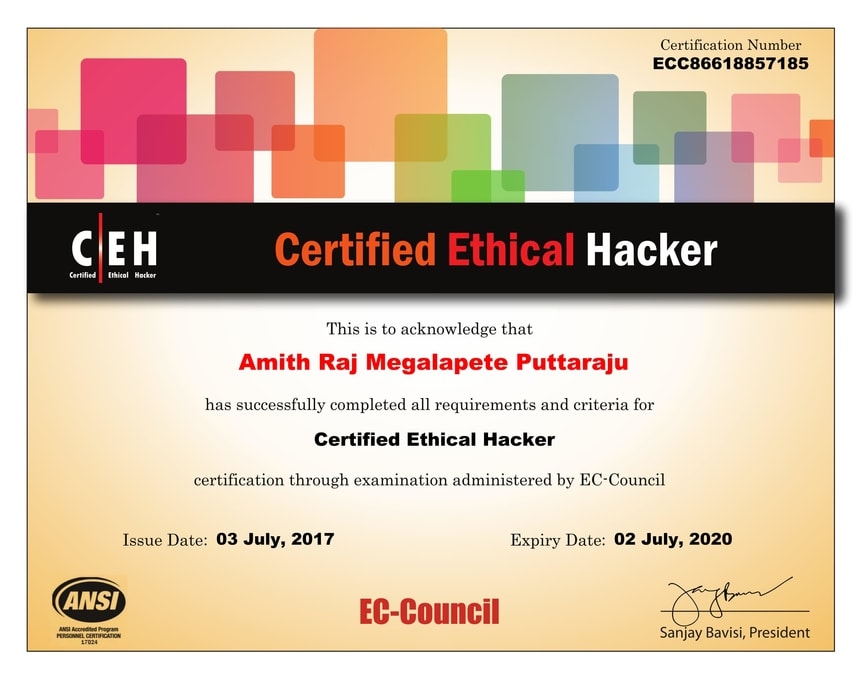 Certification Number
ECC86618857185
CEH
Certified Ethical Hacker
Certified Ethical Hacker
This is to acknowledge that
Amith Raj Megalapete Puttaraju
has successfully completed all requirements and criteria for
Certified Ethical Hacker
certification through examination administered by EC-Council
Issue Date: 03 July, 2017
Expiry Date: 02 July, 2020
ANSI
ANSI Accredited Program
PERSONNEL CERTIFICATION
17024
EC-Council
Sanjay Bavisi, President